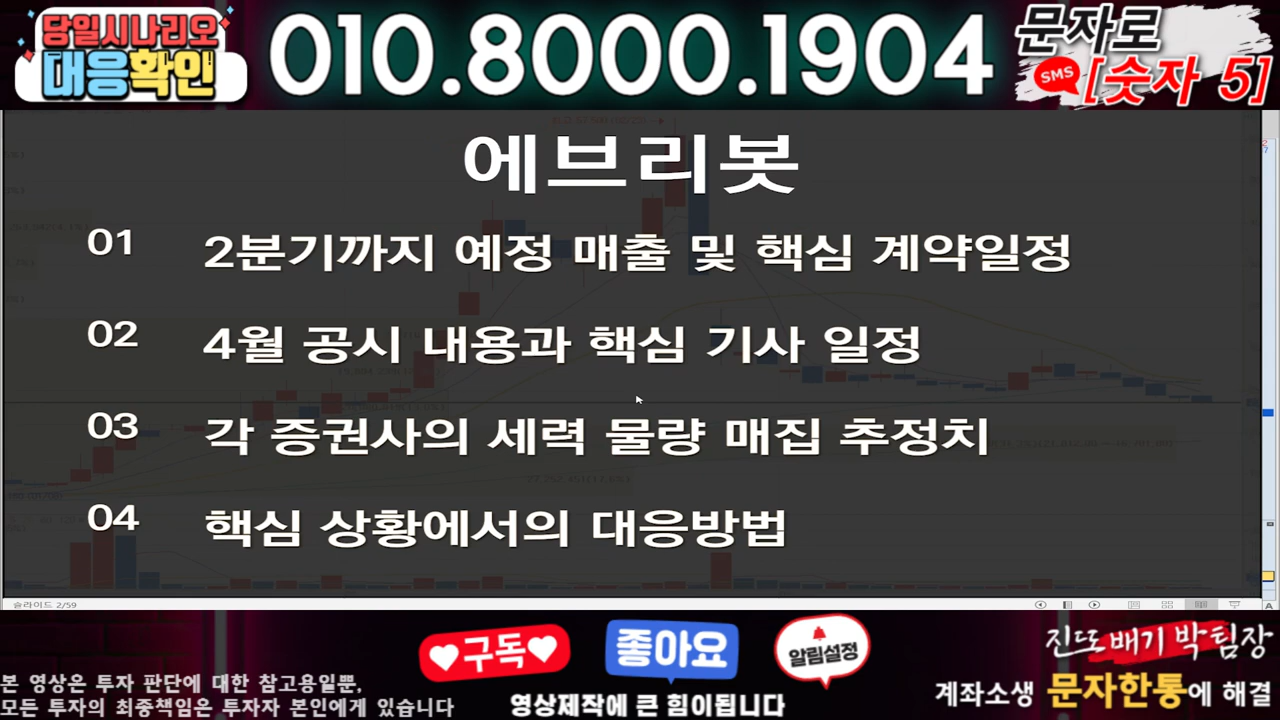 당일시나리오
대응확인
010.8000.1904
문자로
SMS
[숫자 5]
에브리봇
01 2분기까지 예정 매출 및 핵심 계약일정
02 4월 공시 내용과 핵심 기사 일정
03 각 증권사의 세력 물량 매집 추정치
04 핵심 상황에서의 대응방법
슬라이드 2/59
구독
좋아요
알림설정
영상제작에 큰 힘이됩니다
본 영상은 투자 판단에 대한 참고용일뿐,
모든 투자의 최종책임은 투자자 본인에게 있습니다
진또배기 박팀장
계좌소생 문자한통에 해결